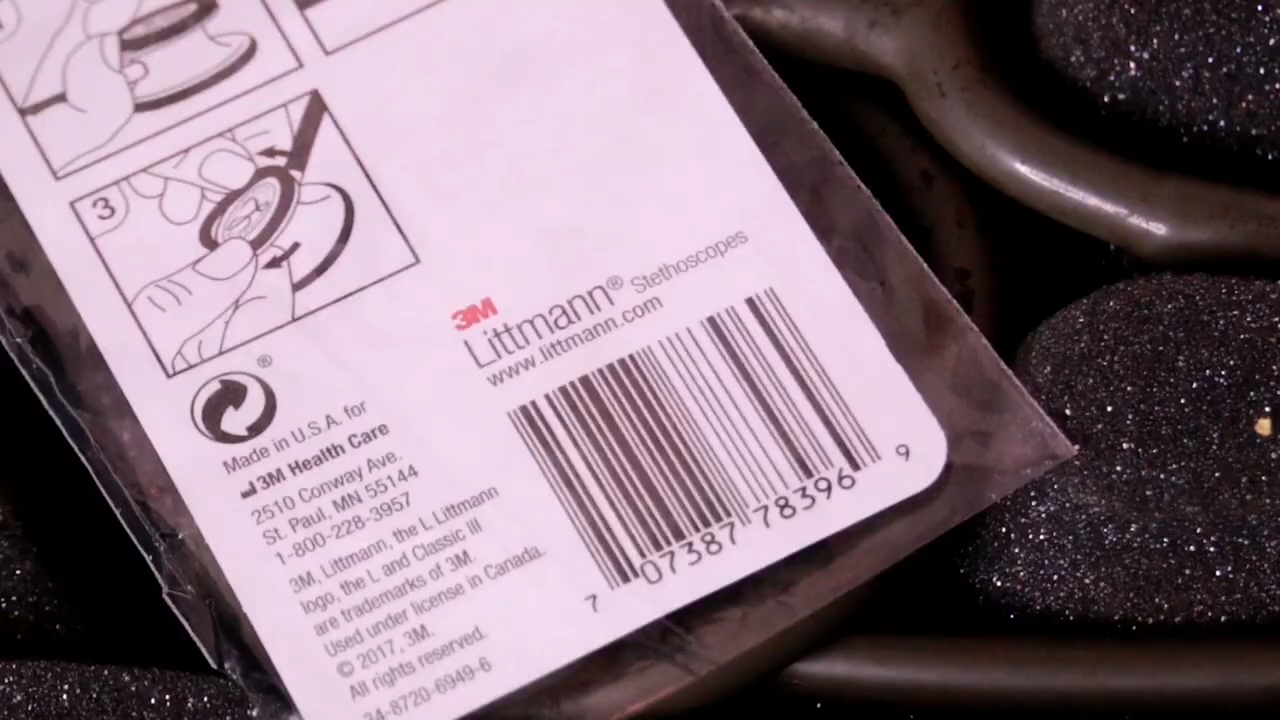 3
3M
Littmann® Stethoscopes
www.littmann.com
®
Made in U.S.A. for
3M Health Care
2510 Conway Ave.
St. Paul, MN 55144
1-800-228-3957
3M, Littmann, the L Littmann
logo, the L and Classic III
are trademarks of 3M.
Used under license in Canada.
© 2017, 3M.
All rights reserved.
34-8720-6949-6
7 07387 78396 9